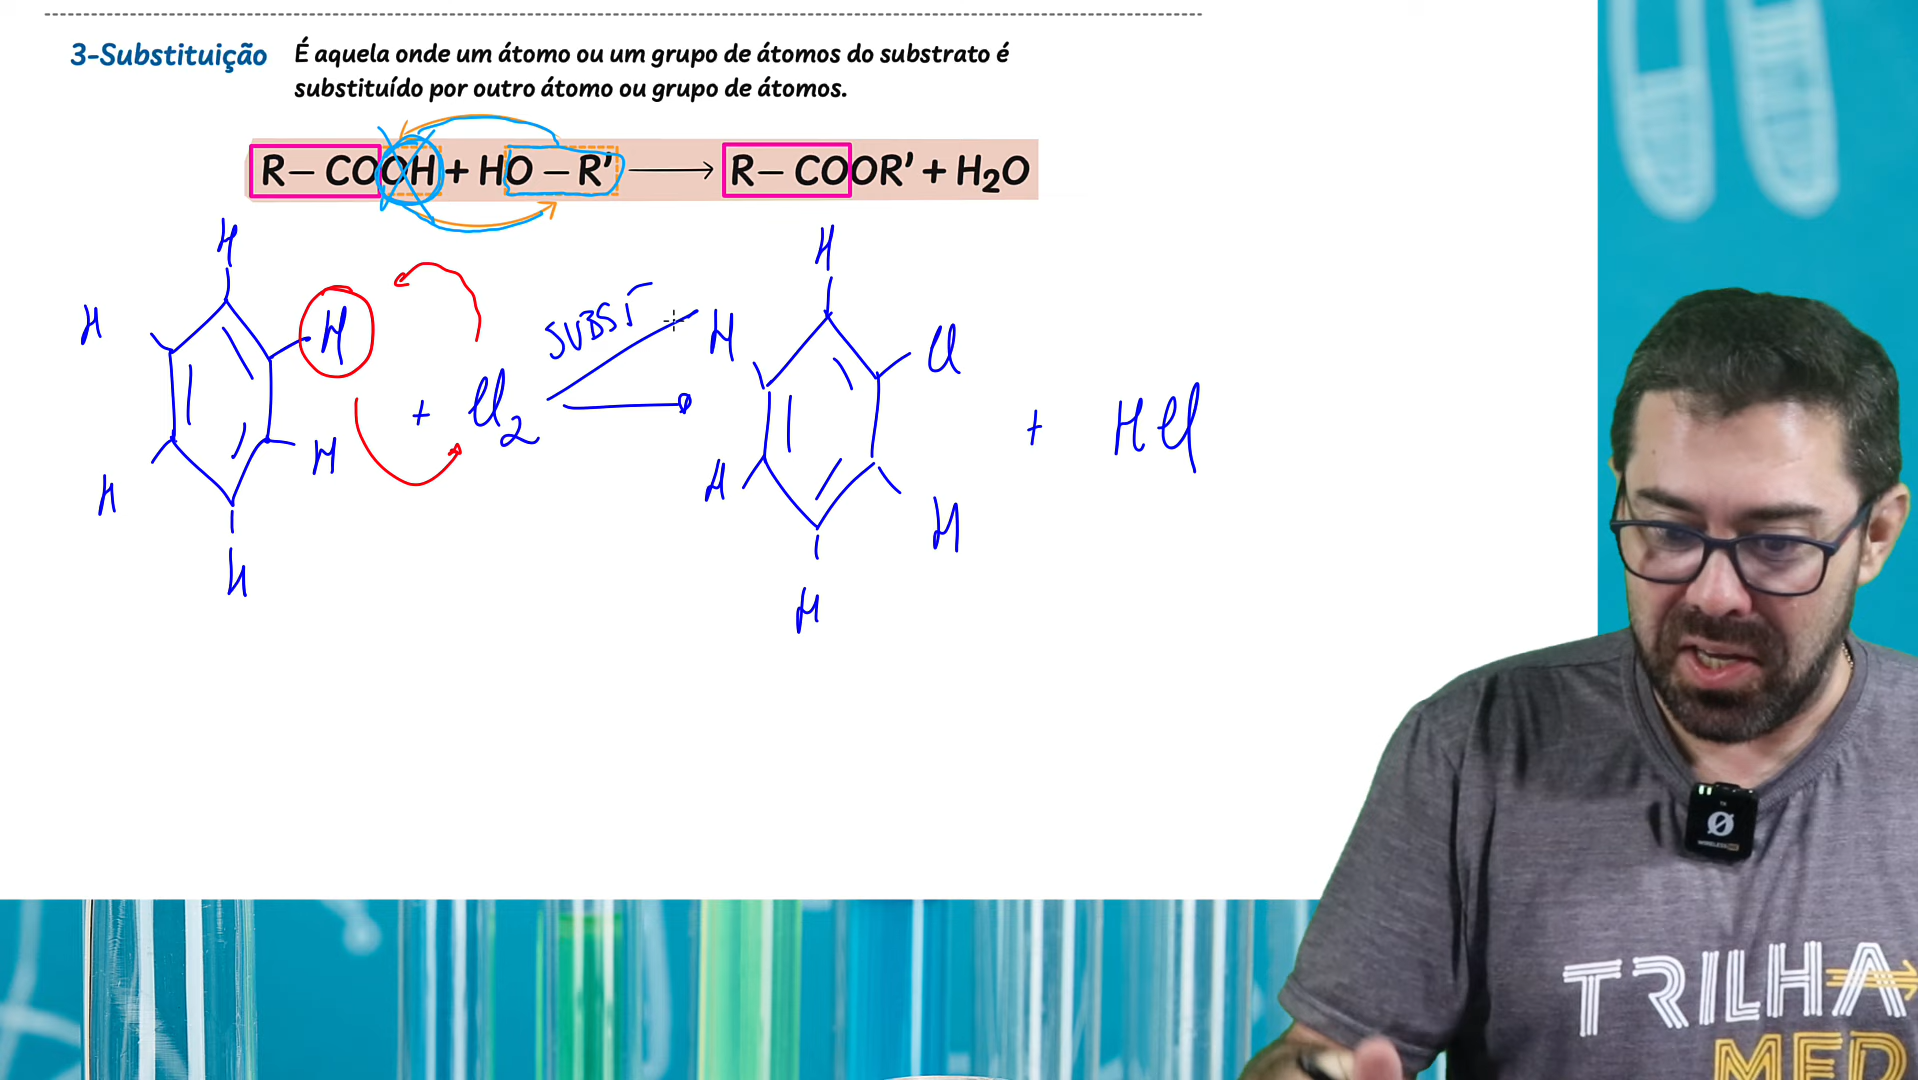 3-Substituição É aquela onde um átomo ou um grupo de átomos do substrato é
substituído por outro átomo ou grupo de átomos.
R– COOH + HO – R' → R– COOR' + H₂O
H H
H H SUBST H Cl
+ Cl₂ → + HCl
H H H H
H H
WIRELESS
TRILHA
MED